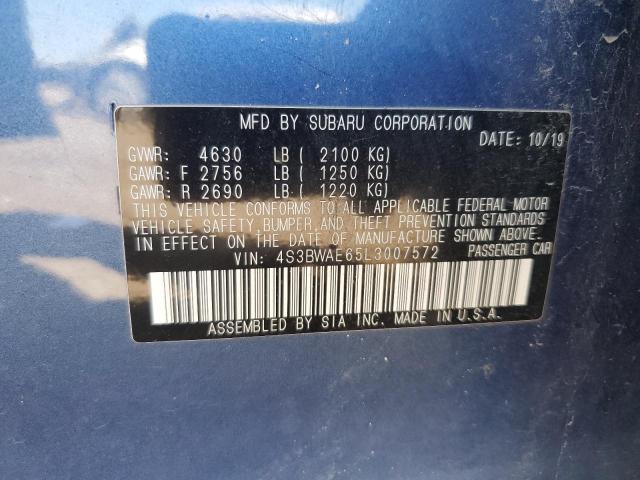 MFD BY SUBARU CORPORATION
DATE: 10/19
GVWR: 4630 LB ( 2100 KG)
GAWR: F 2756 LB ( 1250 KG)
GAWR: R 2690 LB. ( 1220 KG)
THIS VEHICLE CONFORMS TO ALL APPLICABLE FEDERAL MOTOR
VEHICLE SAFETY, BUMPER, AND THEFT PREVENTION STANDARDS
IN EFFECT ON THE DATE OF MANUFACTURE SHOWN ABOVE.
VIN: 4S3BWAE65L3007572 PASSENGER CAR
ASSEMBLED BY SIA INC. MADE IN U.S.A.